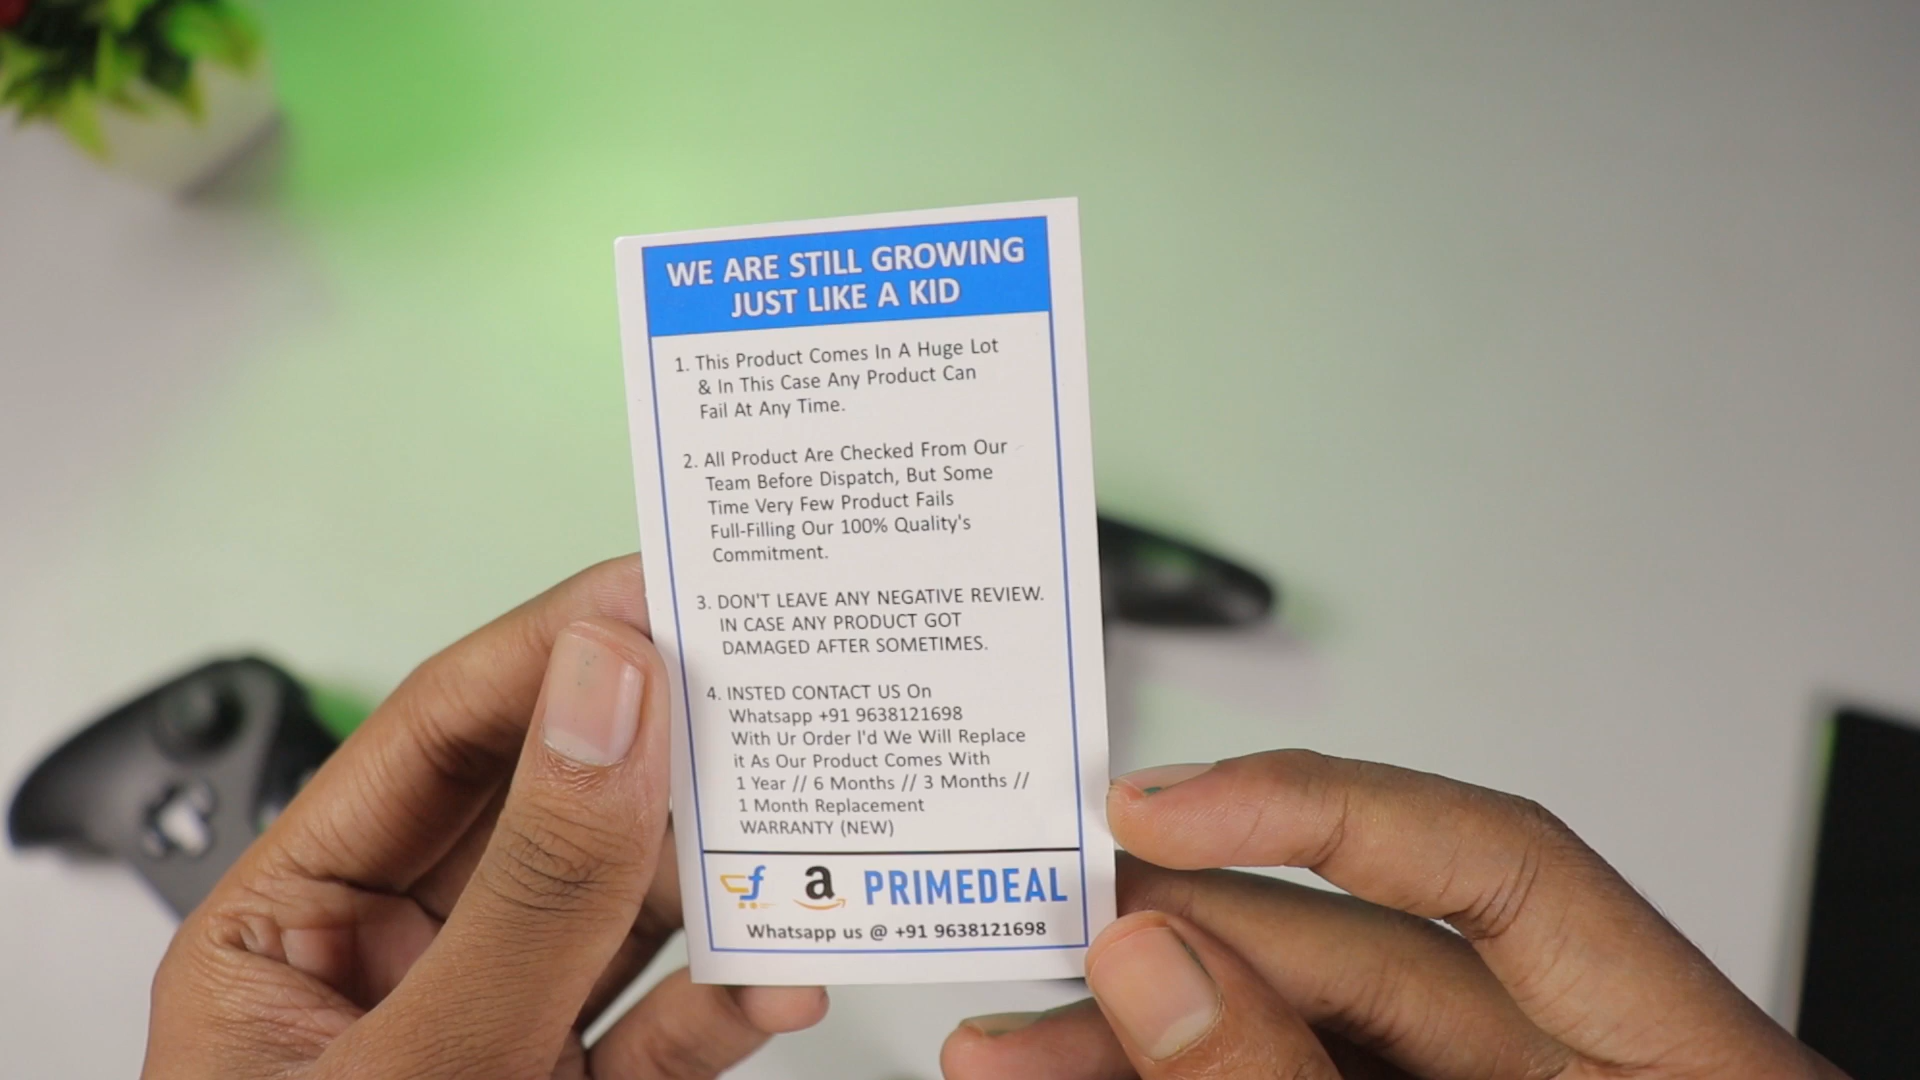 WE ARE STILL GROWING
JUST LIKE A KID
1. This Product Comes In A Huge Lot
& In This Case Any Product Can
Fail At Any Time.
2. All Product Are Checked From Our
Team Before Dispatch, But Some
Time Very Few Product Fails
Full-Filling Our 100% Quality's
Commitment.
3. DON'T LEAVE ANY NEGATIVE REVIEW.
IN CASE ANY PRODUCT GOT
DAMAGED AFTER SOMETIMES.
4. INSTED CONTACT US On
Whatsapp +91 9638121698
With Ur Order I'd We Will Replace
it As Our Product Comes With
1 Year // 6 Months // 3 Months //
1 Month Replacement
WARRANTY (NEW)
f a PRIMEDEAL
Whatsapp us @ +91 9638121698